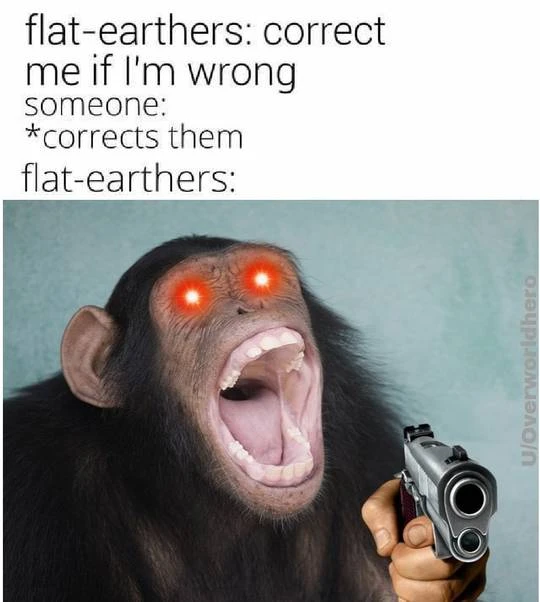 flat-earthers: correct
me if I'm wrong
someone:
*corrects them
flat-earthers:
u/Overworldhero